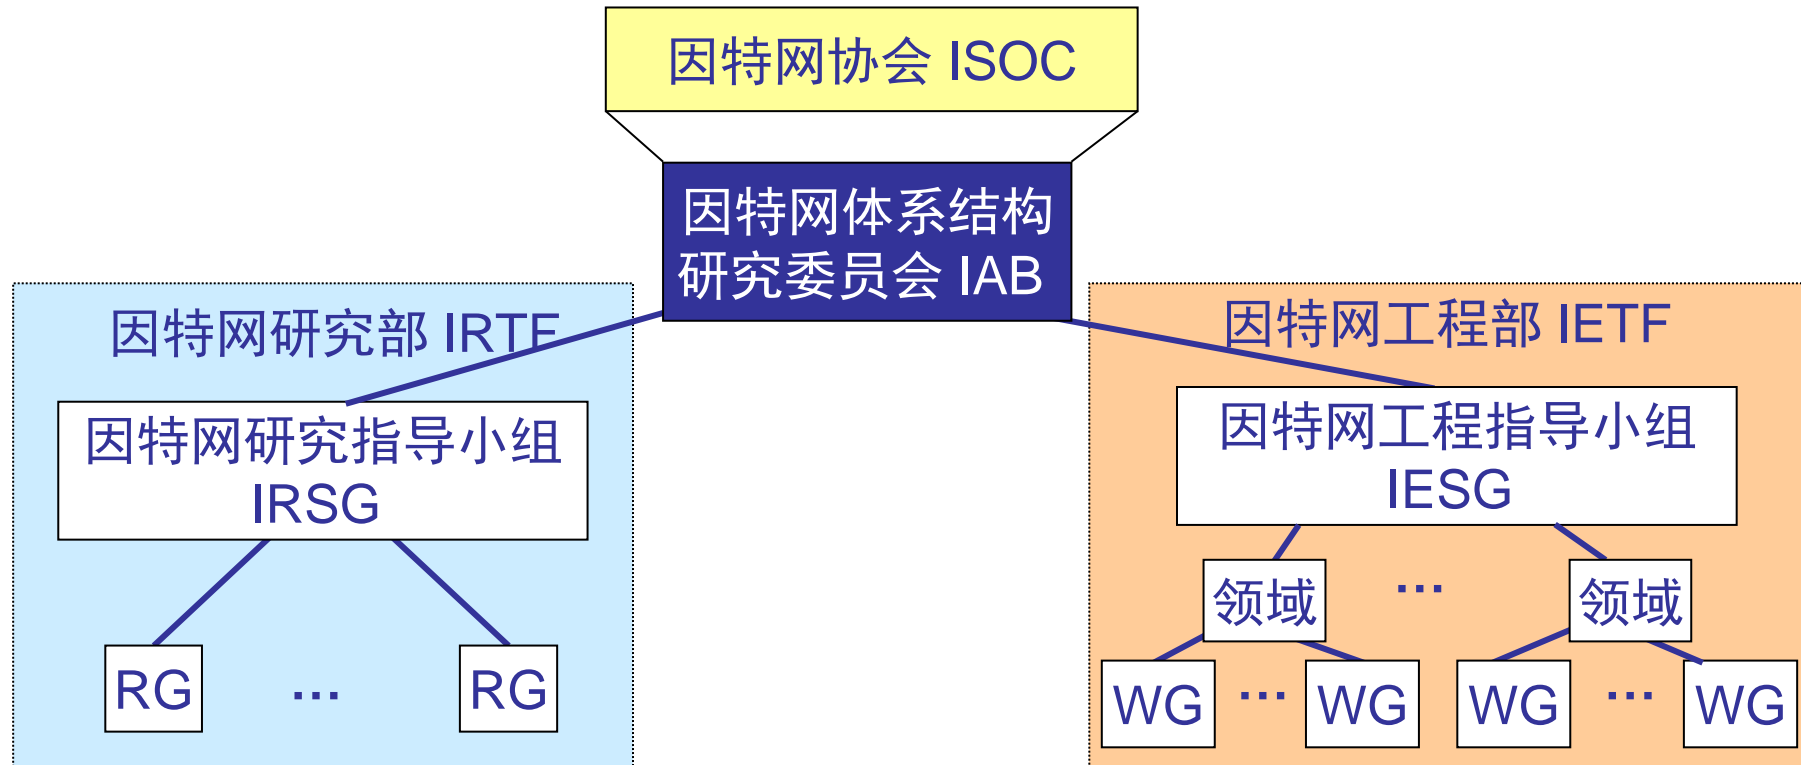 因特网协会 ISOC
因特网体系结构
研究委员会 IAB
因特网研究部 IRTF
因特网工程部 IETF
因特网研究指导小组
IRSG
因特网工程指导小组
IESG
领域 … 领域
RG … RG
WG … WG WG … WG